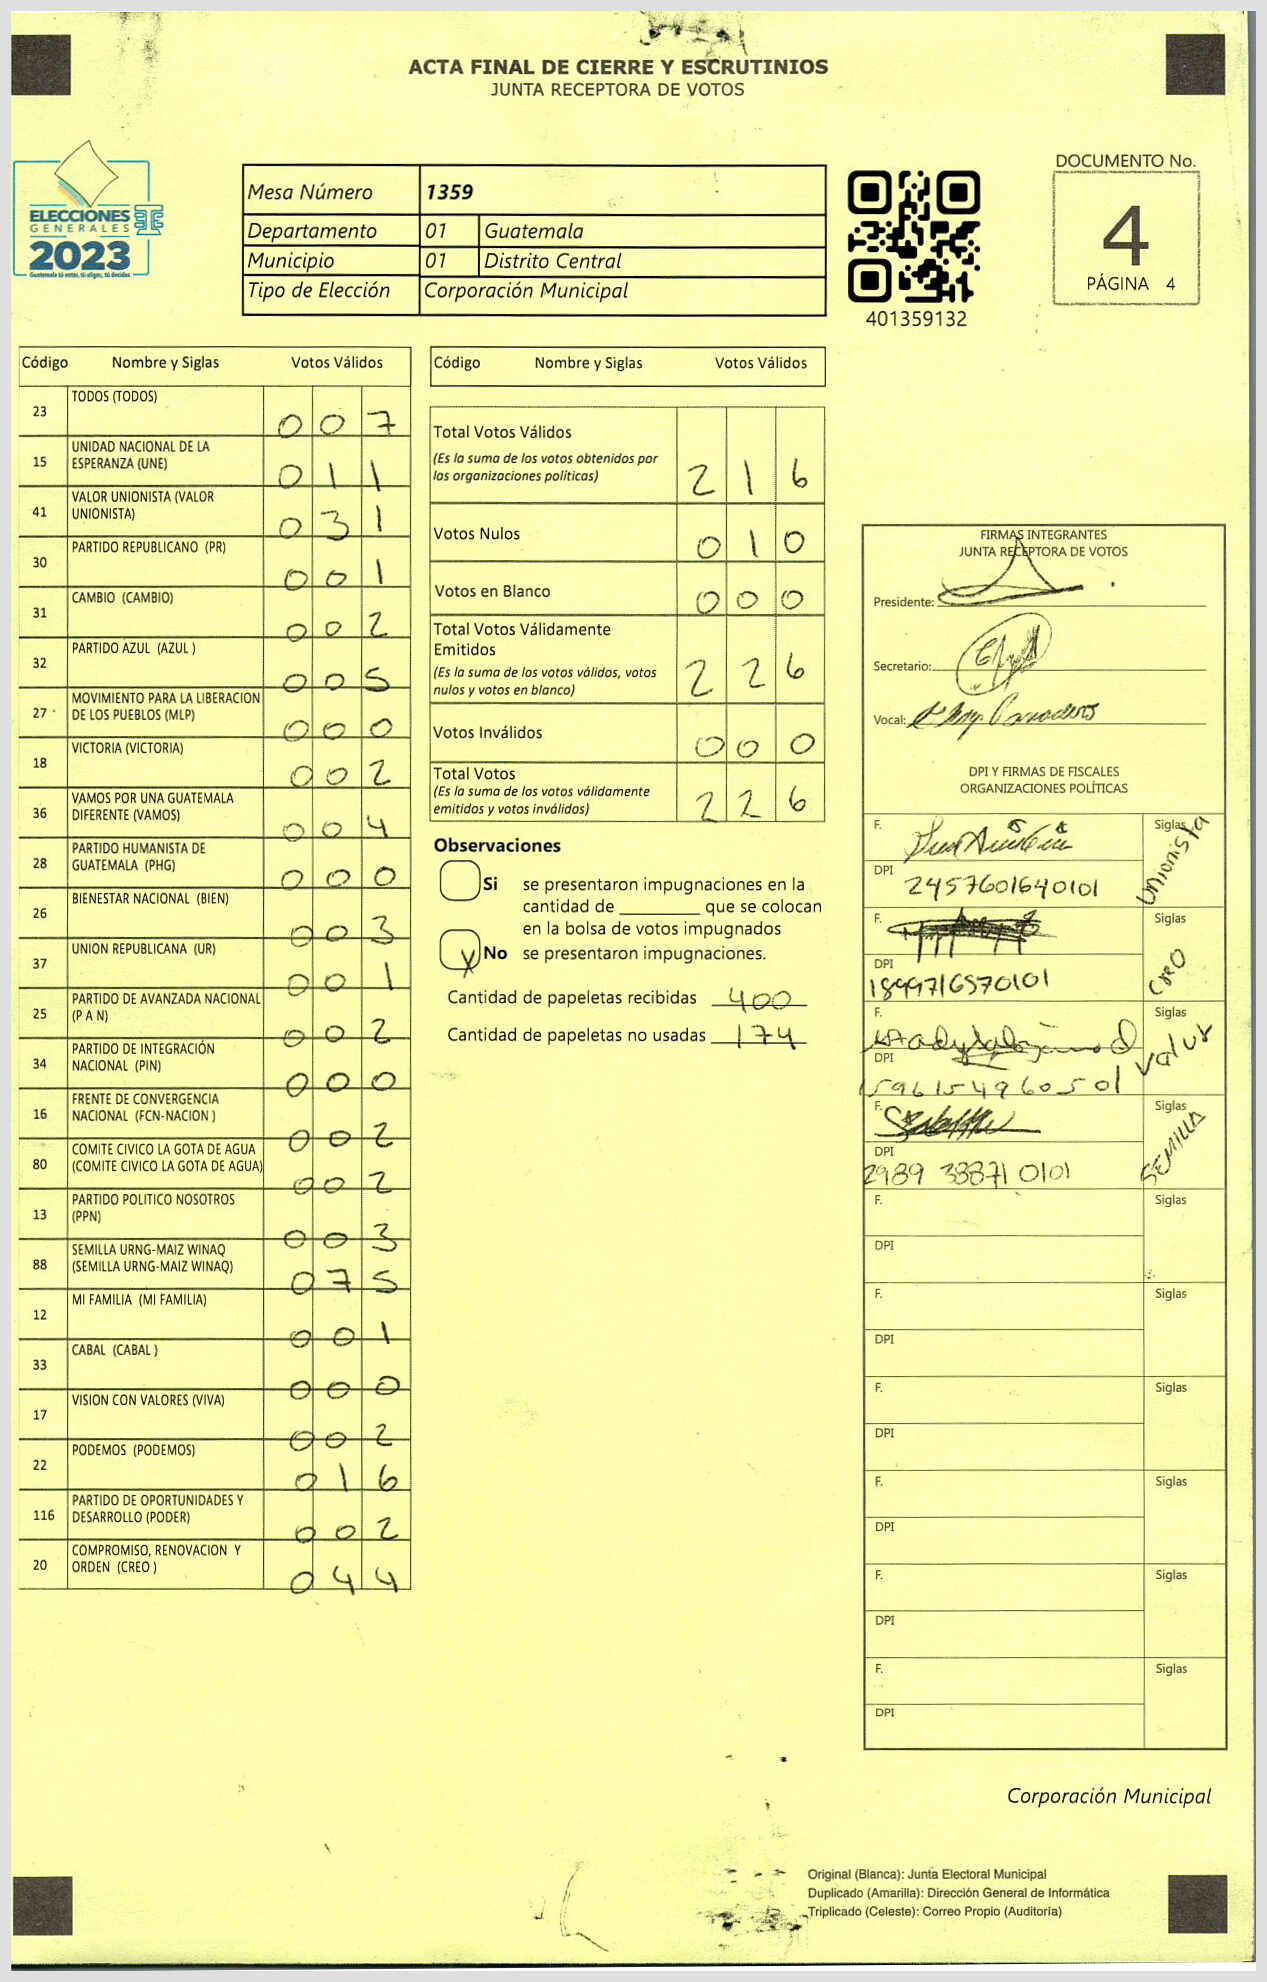 ACTA FINAL DE CIERRE Y ESCRUTINIOS
JUNTA RECEPTORA DE VOTOS
ELECCIONES
GENERALES
2023
Guatemala tú votas, tú eliges, tú decides
Mesa Número 1359
Departamento 01 Guatemala
Municipio 01 Distrito Central
Tipo de Elección Corporación Municipal
401359132
DOCUMENTO No.
4
PÁGINA 4
Código Nombre y Siglas Votos Válidos
23 TODOS (TODOS) 007
15 UNIDAD NACIONAL DE LA ESPERANZA (UNE) 011
41 VALOR UNIONISTA (VALOR UNIONISTA) 031
30 PARTIDO REPUBLICANO (PR) 001
31 CAMBIO (CAMBIO) 002
32 PARTIDO AZUL (AZUL ) 005
27 MOVIMIENTO PARA LA LIBERACION DE LOS PUEBLOS (MLP) 000
18 VICTORIA (VICTORIA) 002
36 VAMOS POR UNA GUATEMALA DIFERENTE (VAMOS) 004
28 PARTIDO HUMANISTA DE GUATEMALA (PHG) 000
26 BIENESTAR NACIONAL (BIEN) 003
37 UNION REPUBLICANA (UR) 001
25 PARTIDO DE AVANZADA NACIONAL (P A N) 002
34 PARTIDO DE INTEGRACIÓN NACIONAL (PIN) 000
16 FRENTE DE CONVERGENCIA NACIONAL (FCN-NACION ) 002
80 COMITE CIVICO LA GOTA DE AGUA (COMITE CIVICO LA GOTA DE AGUA) 002
13 PARTIDO POLITICO NOSOTROS (PPN) 003
88 SEMILLA URNG-MAIZ WINAQ (SEMILLA URNG-MAIZ WINAQ) 075
12 MI FAMILIA (MI FAMILIA) 001
33 CABAL (CABAL ) 000
17 VISION CON VALORES (VIVA) 002
22 PODEMOS (PODEMOS) 016
116 PARTIDO DE OPORTUNIDADES Y DESARROLLO (PODER) 002
20 COMPROMISO, RENOVACION Y ORDEN (CREO ) 044
Código Nombre y Siglas Votos Válidos
Total Votos Válidos
(Es la suma de los votos obtenidos por
las organizaciones políticas) 216
Votos Nulos 010
Votos en Blanco 000
Total Votos Válidamente
Emitidos
(Es la suma de los votos válidos, votos
nulos y votos en blanco) 226
Votos Inválidos 000
Total Votos
(Es la suma de los votos válidamente
emitidos y votos inválidos) 226
Observaciones
Si se presentaron impugnaciones en la
cantidad de ________ que se colocan
en la bolsa de votos impugnados
X No se presentaron impugnaciones.
Cantidad de papeletas recibidas 400
Cantidad de papeletas no usadas 174
FIRMAS INTEGRANTES
JUNTA RECEPTORA DE VOTOS
Presidente:
Secretario:
Vocal:
DPI Y FIRMAS DE FISCALES
ORGANIZACIONES POLÍTICAS
F. Siglas Unionista
DPI 2457601640101
F. Siglas CREO
DPI 1899716570101
F. Siglas Valor
DPI 1596154960501
F. Siglas SEMILLA
DPI 2989 38871 0101
F. Siglas
DPI
F. Siglas
DPI
F. Siglas
DPI
F. Siglas
DPI
F. Siglas
DPI
F. Siglas
DPI
Corporación Municipal
Original (Blanca): Junta Electoral Municipal
Duplicado (Amarilla): Dirección General de Informática
Triplicado (Celeste): Correo Propio (Auditoría)